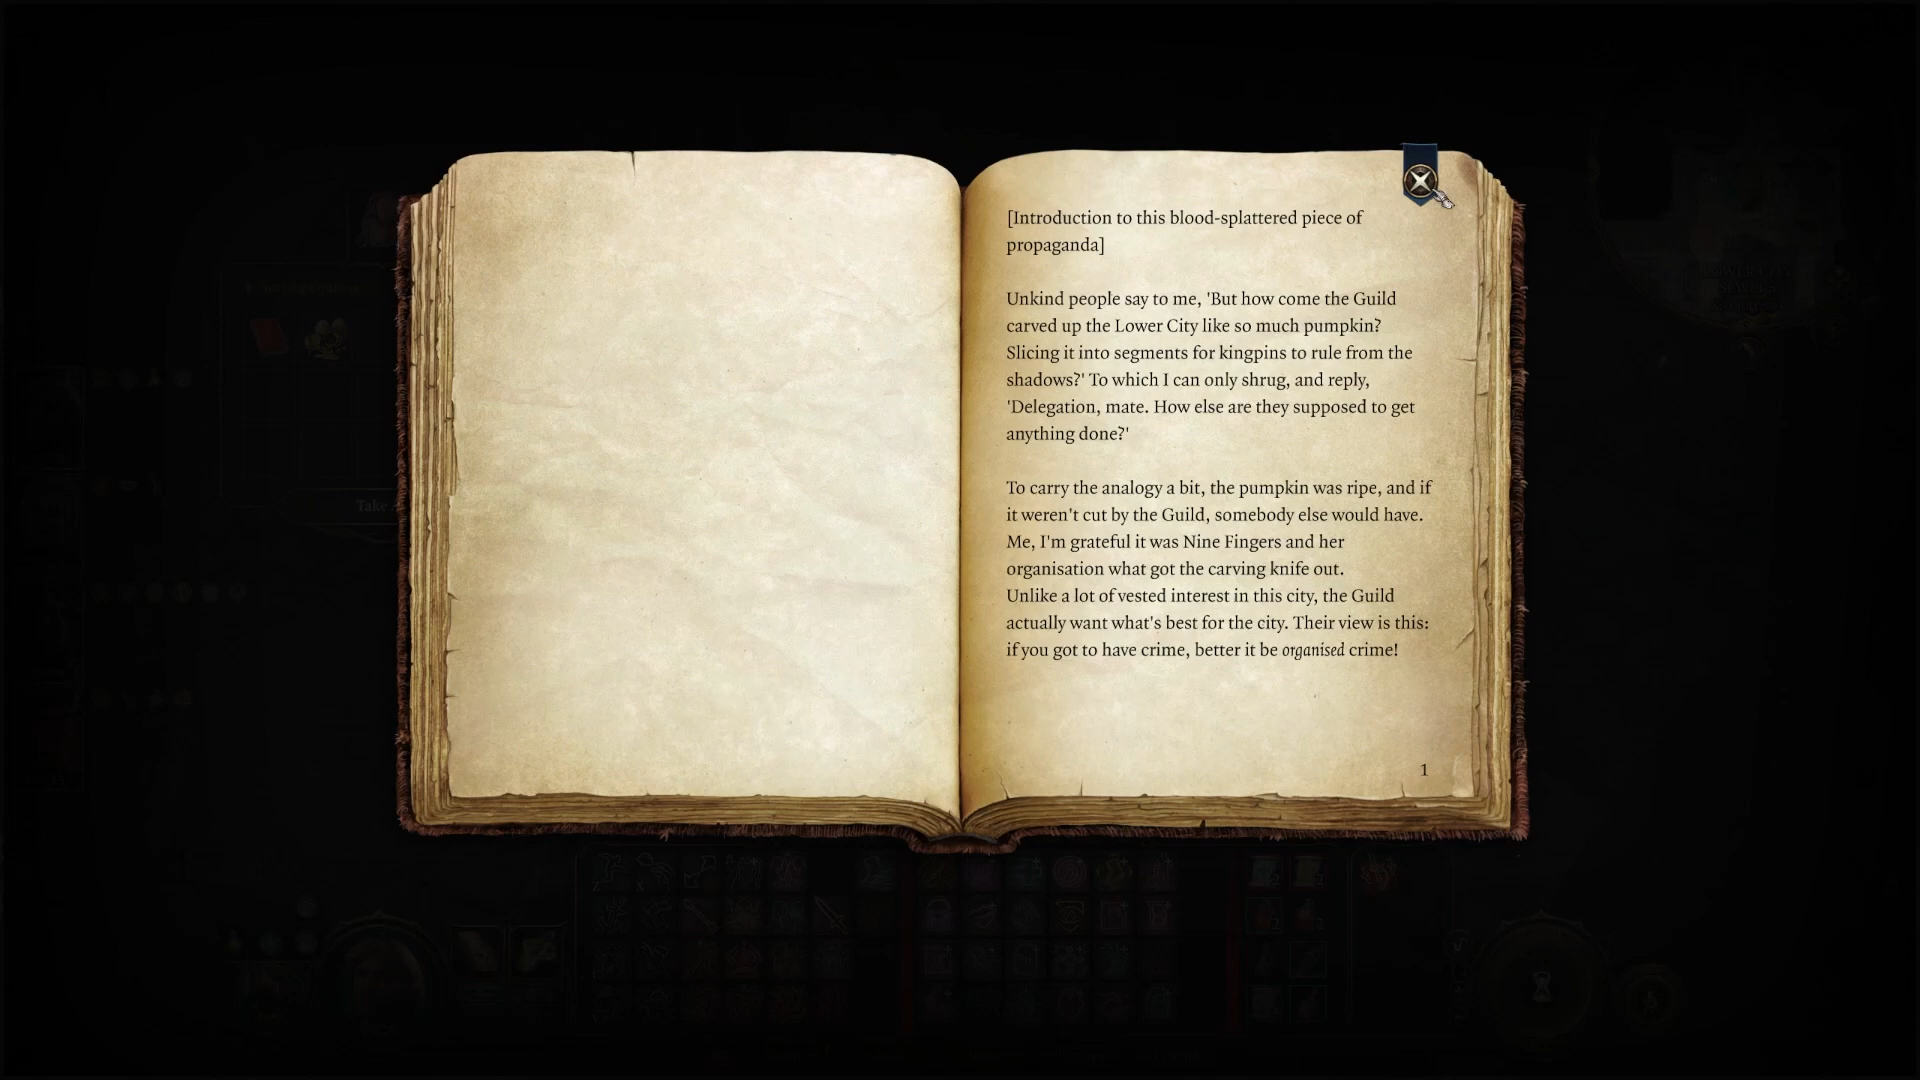 [Introduction to this blood-splattered piece of
propaganda]
Unkind people say to me, 'But how come the Guild
carved up the Lower City like so much pumpkin?
Slicing it into segments for kingpins to rule from the
shadows?' To which I can only shrug, and reply,
'Delegation, mate. How else are they supposed to get
anything done?'
To carry the analogy a bit, the pumpkin was ripe, and if
it weren't cut by the Guild, somebody else would have.
Me, I'm grateful it was Nine Fingers and her
organisation what got the carving knife out.
Unlike a lot of vested interest in this city, the Guild
actually want what's best for the city. Their view is this:
if you got to have crime, better it be organised crime!
1
Take